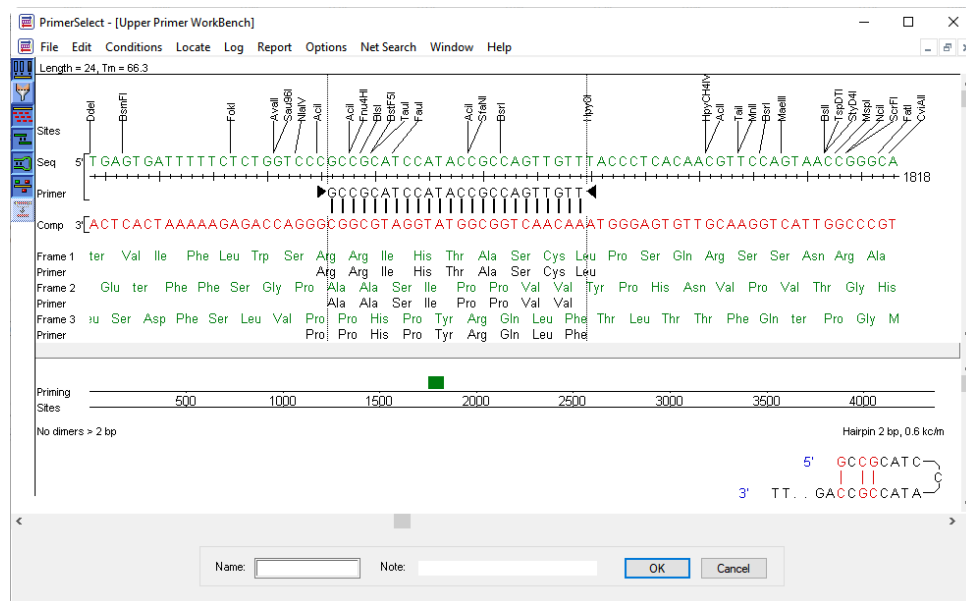 PrimerSelect - [Upper Primer WorkBench]
File Edit Conditions Locate Log Report Options Net Search Window Help
Length = 24, Tm = 66.3
Sites DdeI BsmFI FokI AvaII Sau96I NlaIV AciI AciI Fnu4HI BisI BstF5I TauI FauI AciI SfaNI BsrI HpyCH4IV AclI TaiI MnlI BsrI MaeIII BslI TspDTI StyD4I MspI NciI ScrFI FatI CviAII
Seq 5' TGAGTGATTTTTCTCTGGTCCCGCCGCATCCATACCGCCAGTTGTTTACCCTCACAACGTTCCAGTAACCGGGCA
1818
Primer GCCGCATCCATACCGCCAGTTGTT
Comp 3' ACTCACTAAAAAGAGACCAGGGCGGCGTAGGTATGGCGGTCAACAAATGGGAGTGTTGCAAGGTCATTGGCCCGT
Frame 1 ter Val Ile Phe Leu Trp Ser Arg Arg Ile His Thr Ala Ser Cys Leu Pro Ser Gln Arg Ser Ser Asn Arg Ala
Primer Arg Arg Ile His Thr Ala Ser Cys Leu
Frame 2 Glu ter Phe Phe Ser Gly Pro Ala Ala Ser Ile Pro Pro Val Val Tyr Pro His Asn Val Pro Val Thr Gly His
Primer Ala Ala Ser Ile Pro Pro Val Val
Frame 3 eu Ser Asp Phe Ser Leu Val Pro Pro His Pro Tyr Arg Gln Leu Phe Thr Leu Thr Thr Phe Gln ter Pro Gly M
Primer Pro Pro His Pro Tyr Arg Gln Leu Phe
Priming
Sites 500 1000 1500 2000 2500 3000 3500 4000
No dimers > 2 bp Hairpin 2 bp, 0.6 kc/m
5' GCCGCATC
C
3' TT.. GACCGCCATA
Name: Note: OK Cancel